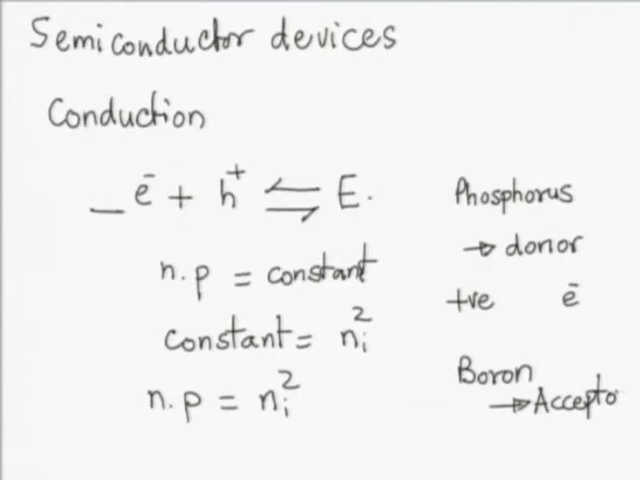 Semiconductor devices
Conduction
_ e⁻ + h⁺ ⇌ E.
n.p = constant
constant = nᵢ²
n.p = nᵢ²
Phosphorus
→ donor
+ve e⁻
Boron
→ Accepto